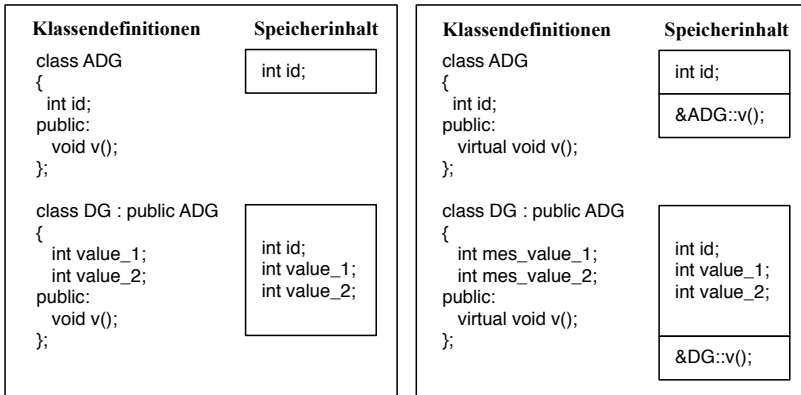 Klassendefinitionen
Speicherinhalt
class ADG
{
int id;
public:
void v();
};
int id;
class DG : public ADG
{
int value_1;
int value_2;
public:
void v();
};
int id;
int value_1;
int value_2;
Klassendefinitionen
Speicherinhalt
class ADG
{
int id;
public:
virtual void v();
};
int id;
&ADG::v();
class DG : public ADG
{
int mes_value_1;
int mes_value_2;
public:
virtual void v();
};
int id;
int value_1;
int value_2;
&DG::v();